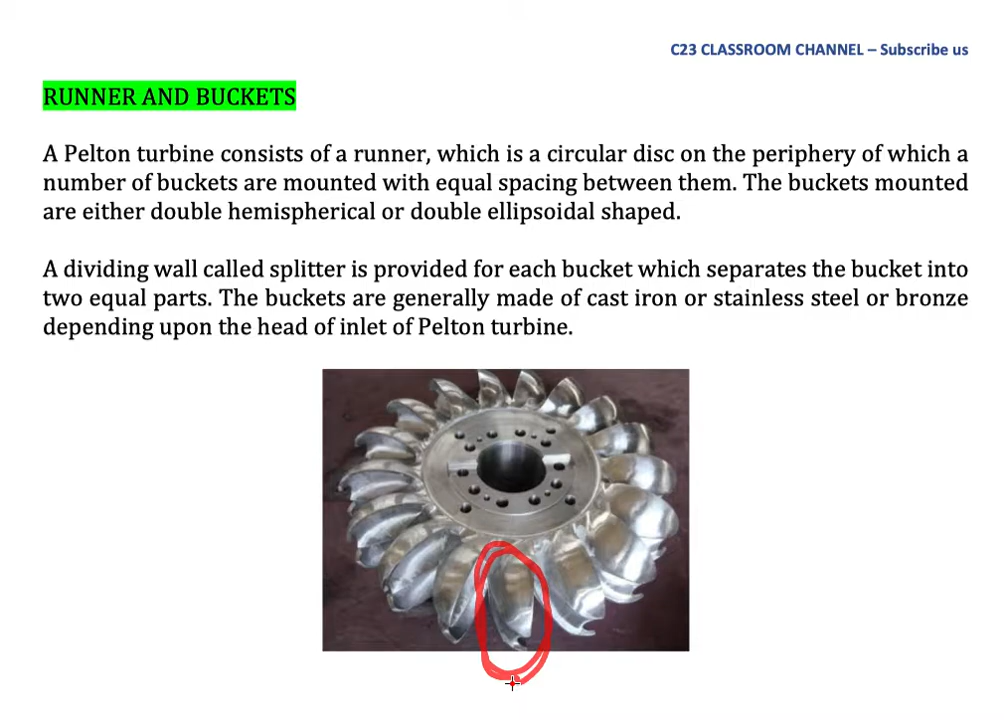 C23 CLASSROOM CHANNEL – Subscribe us
RUNNER AND BUCKETS
A Pelton turbine consists of a runner, which is a circular disc on the periphery of which a
number of buckets are mounted with equal spacing between them. The buckets mounted
are either double hemispherical or double ellipsoidal shaped.
A dividing wall called splitter is provided for each bucket which separates the bucket into
two equal parts. The buckets are generally made of cast iron or stainless steel or bronze
depending upon the head of inlet of Pelton turbine.